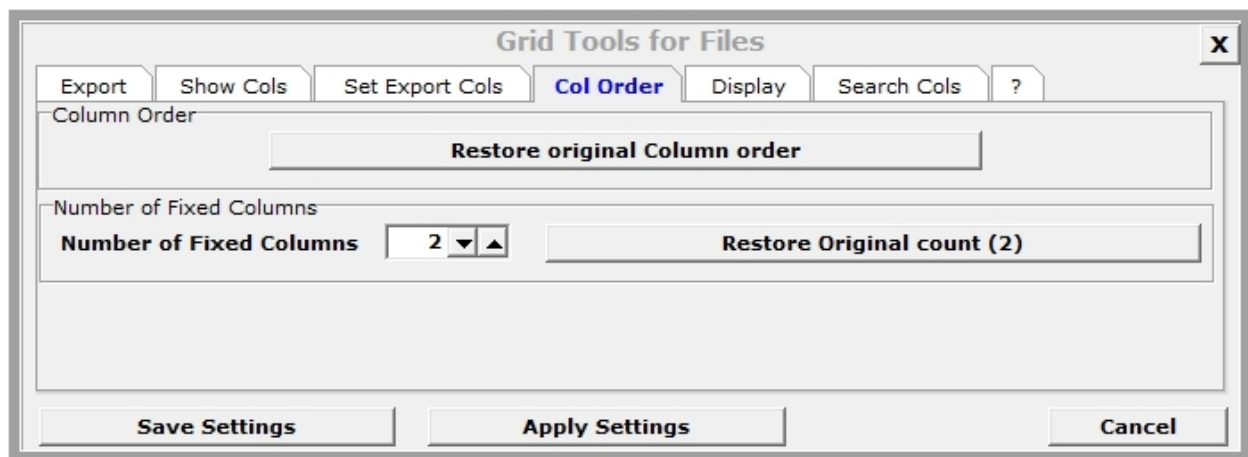 Grid Tools for Files
X
Export Show Cols Set Export Cols Col Order Display Search Cols ?
Column Order
Restore original Column order
Number of Fixed Columns
Number of Fixed Columns 2 Restore Original count (2)
Save Settings Apply Settings Cancel